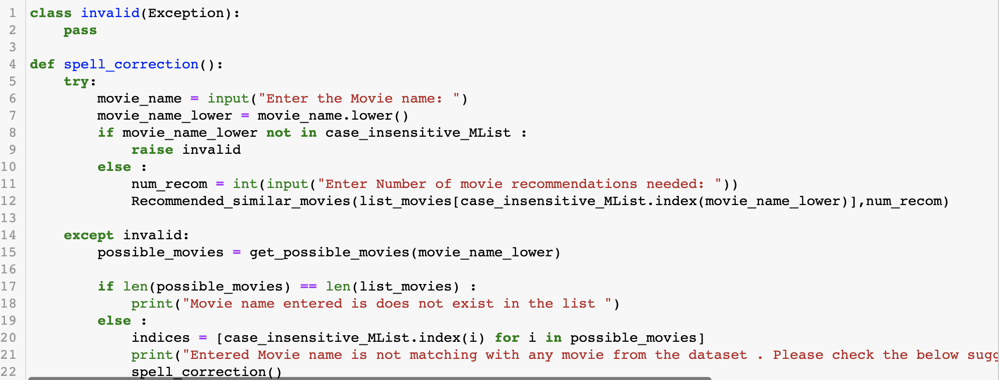 1 class invalid(Exception):
2     pass
3
4 def spell_correction():
5     try:
6         movie_name = input("Enter the Movie name: ")
7         movie_name_lower = movie_name.lower()
8         if movie_name_lower not in case_insensitive_MList :
9             raise invalid
10         else :
11             num_recom = int(input("Enter Number of movie recommendations needed: "))
12             Recommended_similar_movies(list_movies[case_insensitive_MList.index(movie_name_lower)],num_recom)
13
14     except invalid:
15         possible_movies = get_possible_movies(movie_name_lower)
16
17         if len(possible_movies) == len(list_movies) :
18             print("Movie name entered is does not exist in the list ")
19         else :
20             indices = [case_insensitive_MList.index(i) for i in possible_movies]
21             print("Entered Movie name is not matching with any movie from the dataset . Please check the below
22             spell_correction()